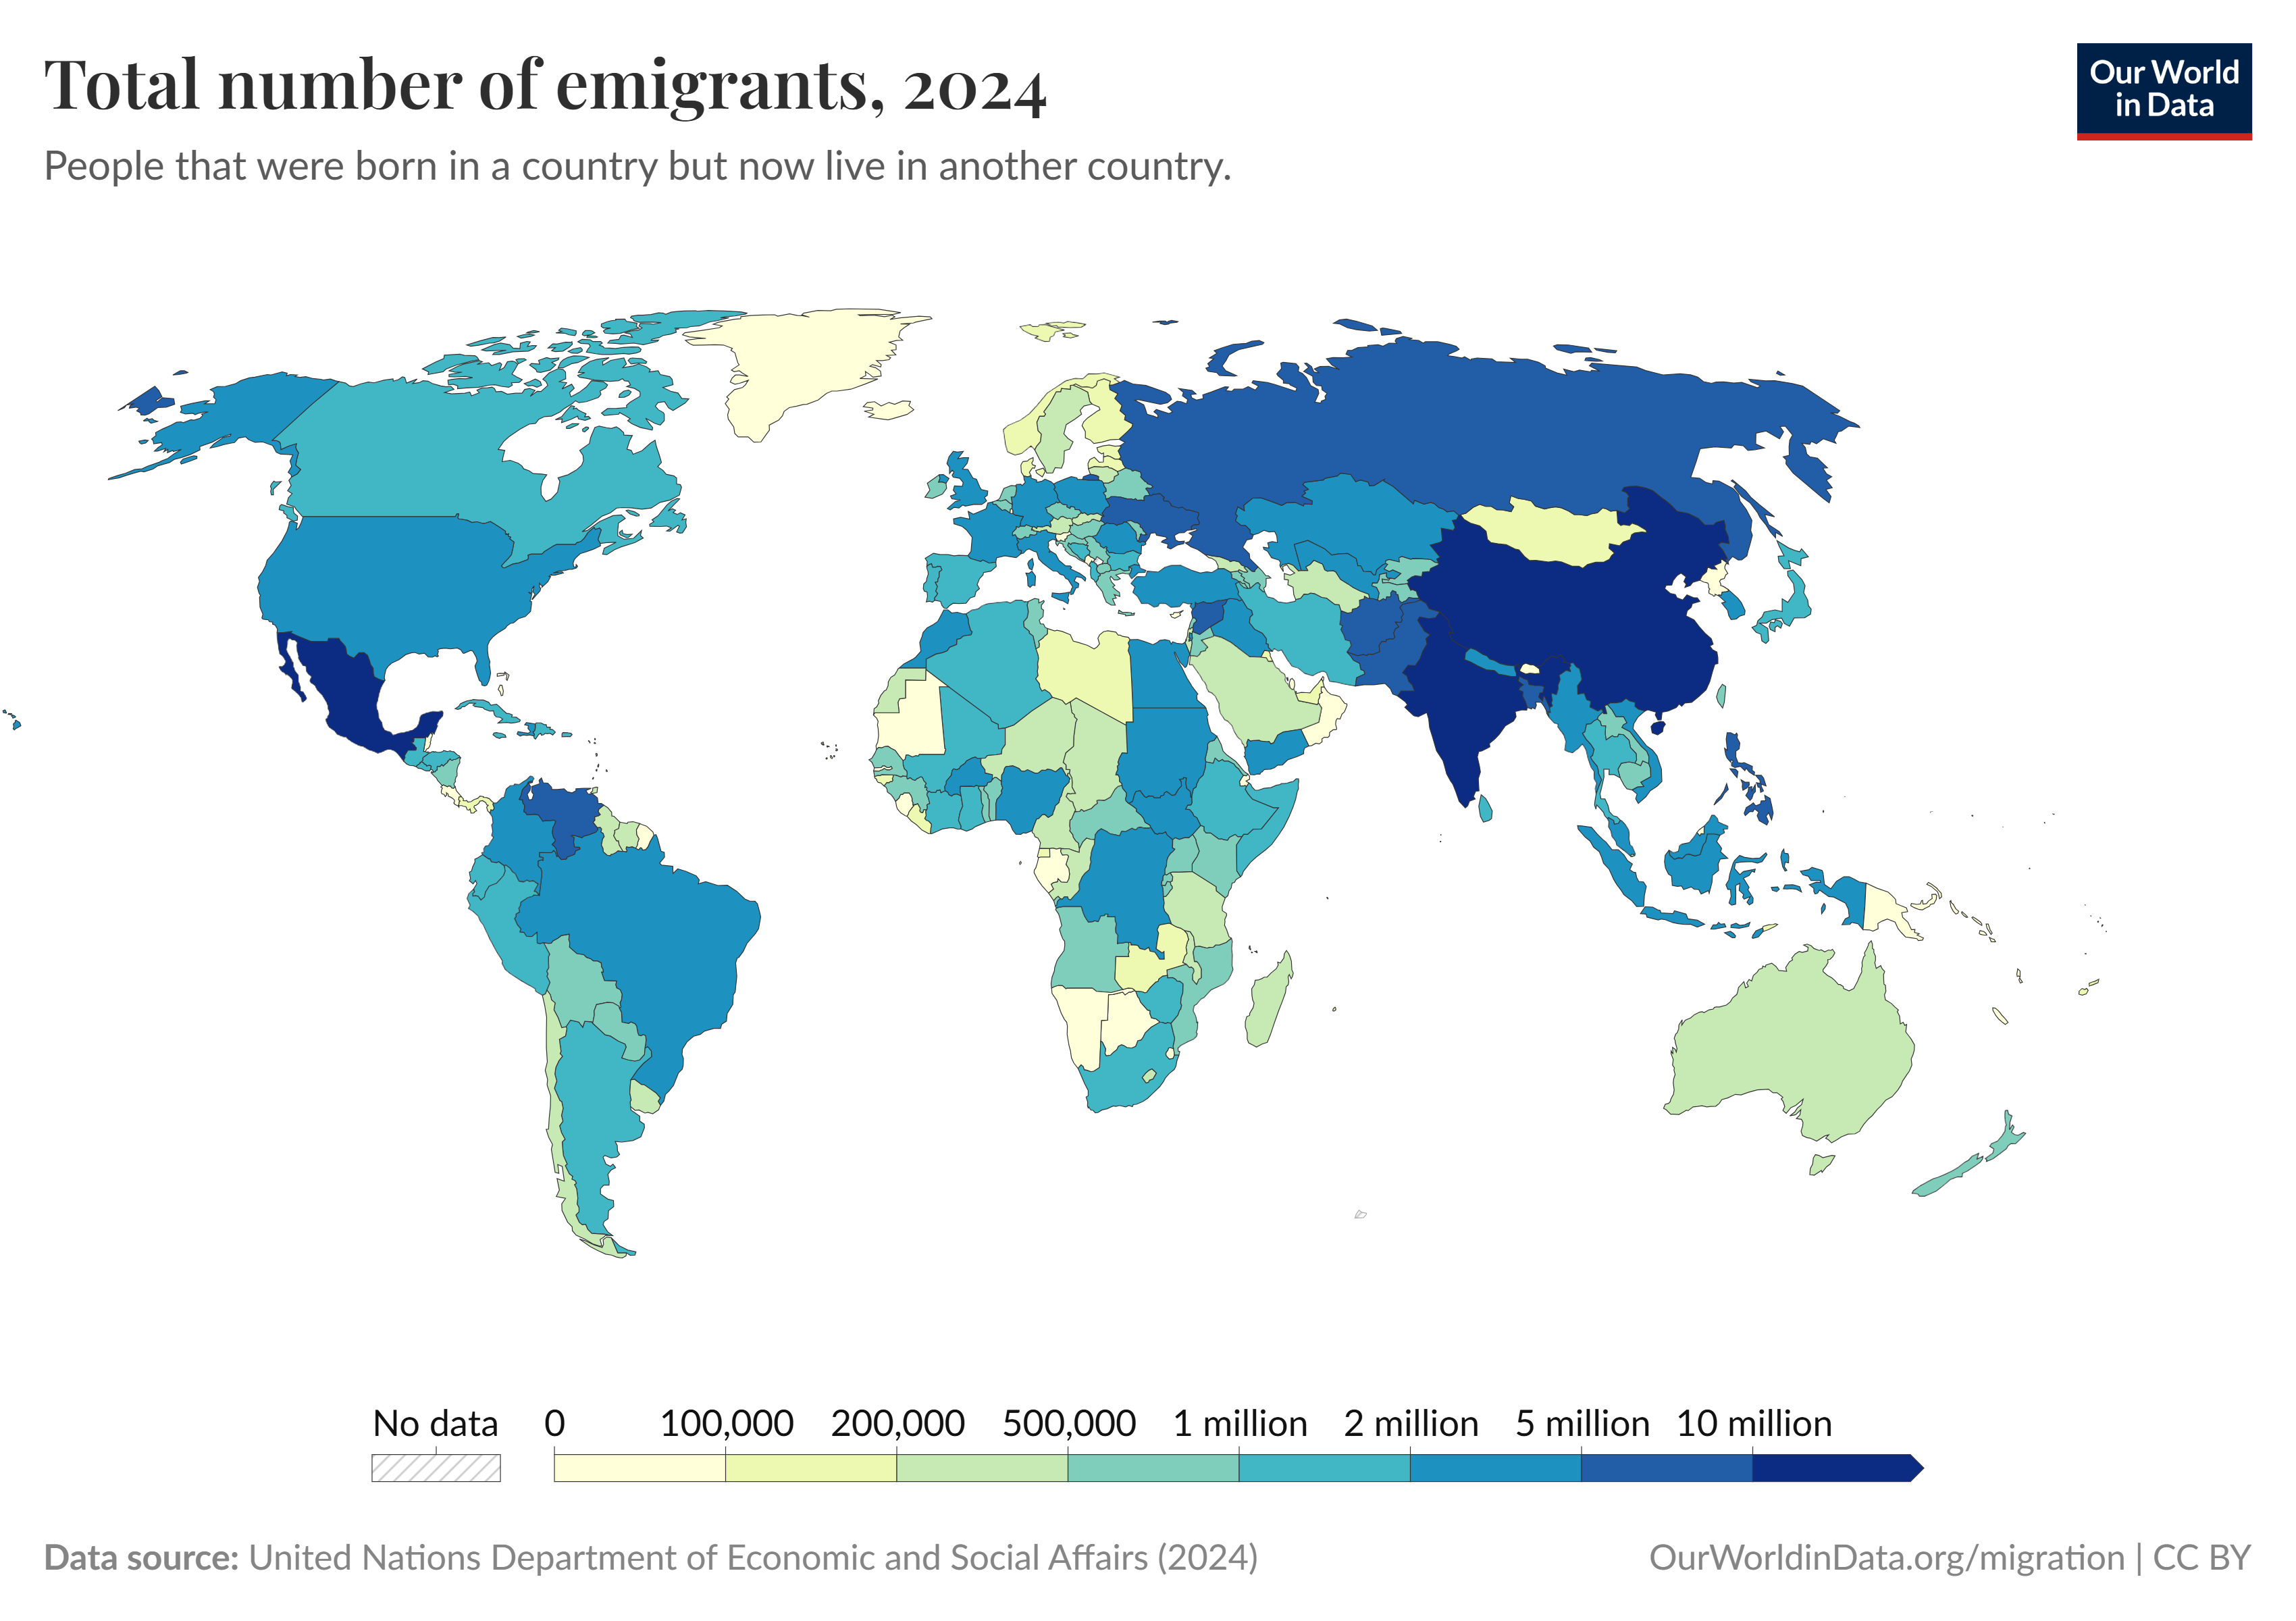 Total number of emigrants, 2024
People that were born in a country but now live in another country.
Our World
in Data
No data
0
100,000
200,000
500,000
1 million
2 million
5 million
10 million
Data source: United Nations Department of Economic and Social Affairs (2024)
OurWorldinData.org/migration | CC BY